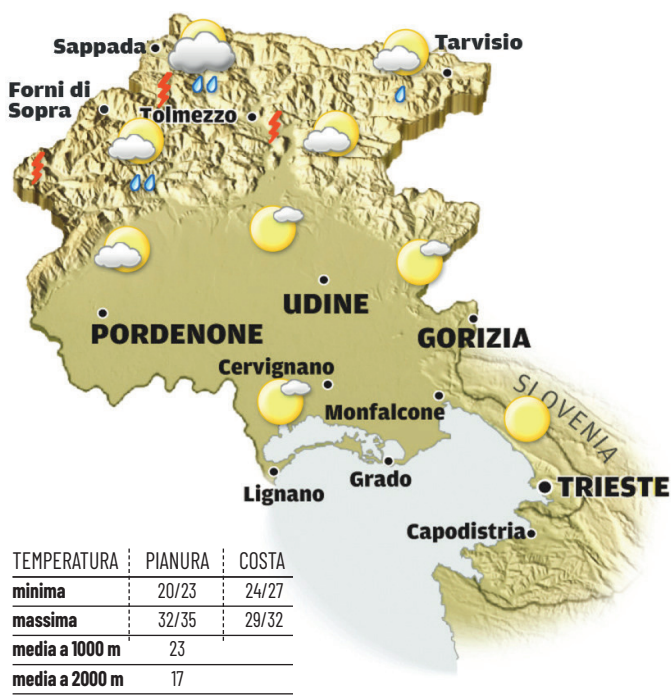 Sappada
Tarvisio
Forni di
Sopra
Tolmezzo
UDINE
PORDENONE
GORIZIA
Cervignano
SLOVENIA
Monfalcone
Grado
Lignano
TRIESTE
Capodistria
TEMPERATURA PIANURA COSTA
minima 20/23 24/27
massima 32/35 29/32
media a 1000 m 23
media a 2000 m 17